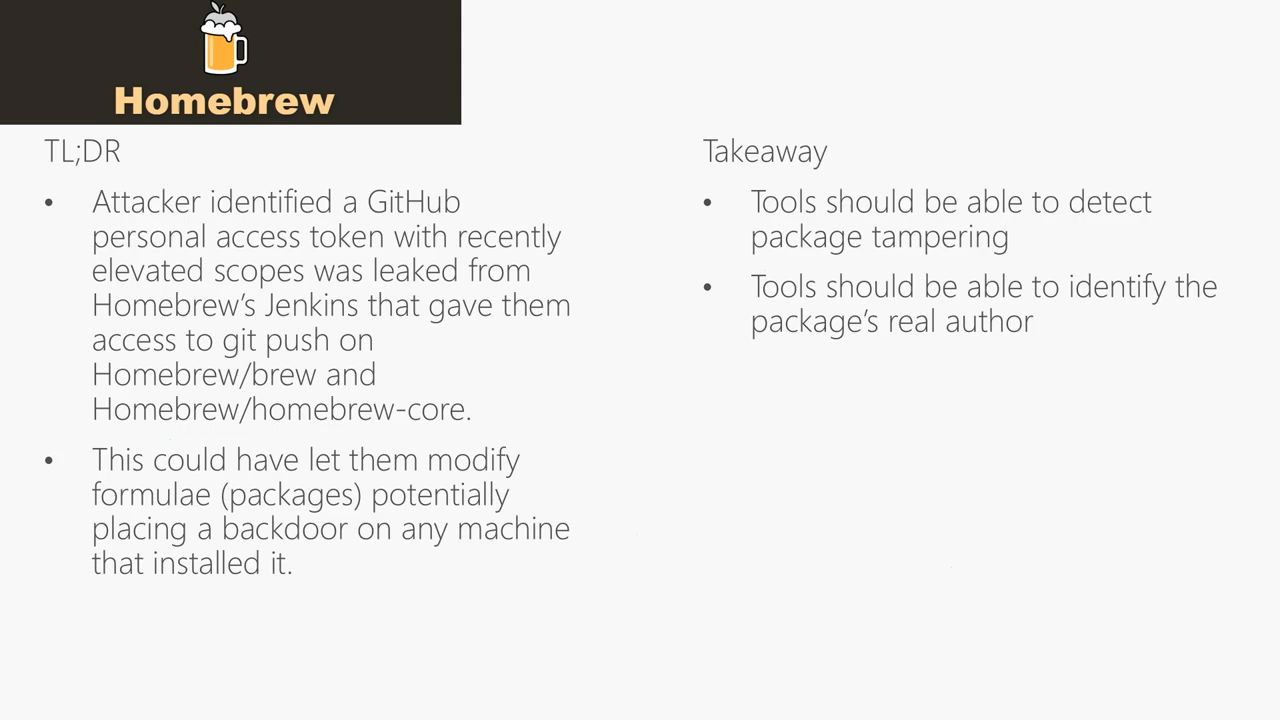 Homebrew
TL;DR
• Attacker identified a GitHub
personal access token with recently
elevated scopes was leaked from
Homebrew’s Jenkins that gave them
access to git push on
Homebrew/brew and
Homebrew/homebrew-core.
• This could have let them modify
formulae (packages) potentially
placing a backdoor on any machine
that installed it.
Takeaway
• Tools should be able to detect
package tampering
• Tools should be able to identify the
package’s real author